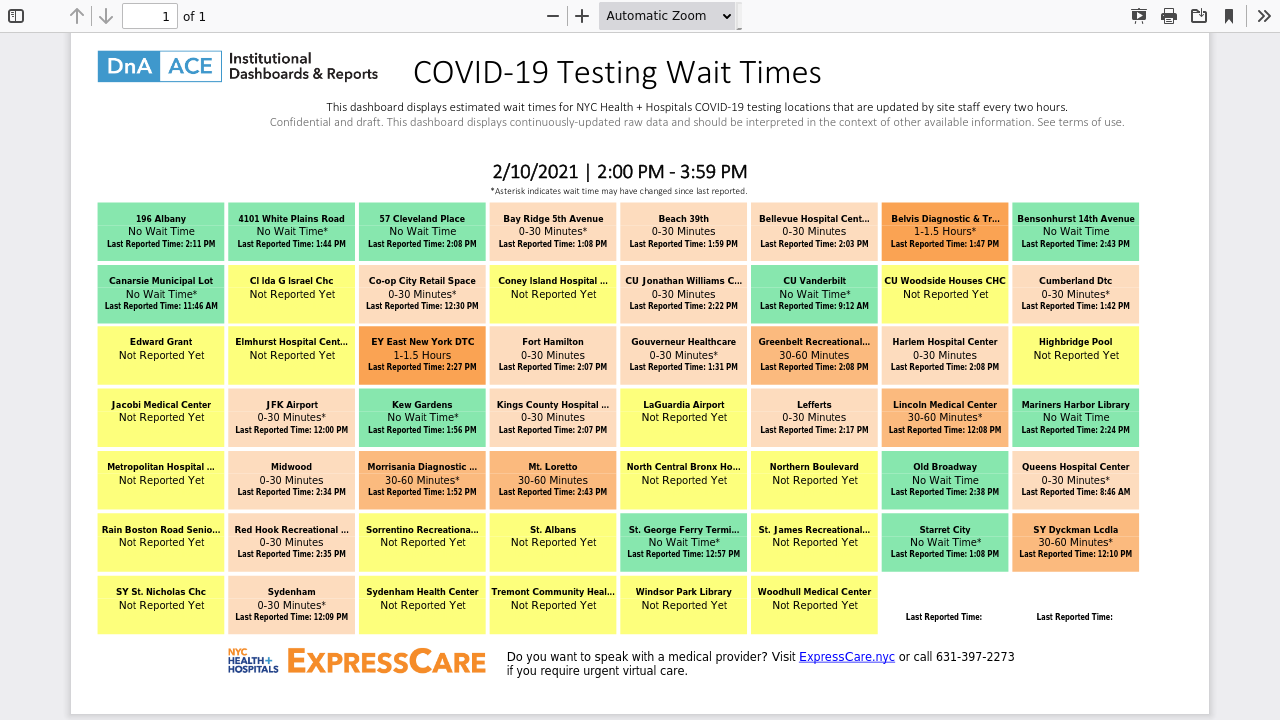 1 of 1 Automatic Zoom
DnA ACE Institutional
Dashboards & Reports
COVID-19 Testing Wait Times
This dashboard displays estimated wait times for NYC Health + Hospitals COVID-19 testing locations that are updated by site staff every two hours.
Confidential and draft. This dashboard displays continuously-updated raw data and should be interpreted in the context of other available information. See terms of use.
2/10/2021 | 2:00 PM - 3:59 PM
*Asterisk indicates wait time may have changed since last reported.
196 Albany
No Wait Time
Last Reported Time: 2:11 PM
4101 White Plains Road
No Wait Time*
Last Reported Time: 1:44 PM
57 Cleveland Place
No Wait Time
Last Reported Time: 2:08 PM
Bay Ridge 5th Avenue
0-30 Minutes*
Last Reported Time: 1:08 PM
Beach 39th
0-30 Minutes
Last Reported Time: 1:59 PM
Bellevue Hospital Cent...
0-30 Minutes
Last Reported Time: 2:03 PM
Belvis Diagnostic & Tr...
1-1.5 Hours*
Last Reported Time: 1:47 PM
Bensonhurst 14th Avenue
No Wait Time
Last Reported Time: 2:43 PM
Canarsie Municipal Lot
No Wait Time*
Last Reported Time: 11:46 AM
Cl Ida G Israel Chc
Not Reported Yet
Co-op City Retail Space
0-30 Minutes*
Last Reported Time: 12:30 PM
Coney Island Hospital ...
Not Reported Yet
CU Jonathan Williams C...
0-30 Minutes
Last Reported Time: 2:22 PM
CU Vanderbilt
No Wait Time*
Last Reported Time: 9:12 AM
CU Woodside Houses CHC
Not Reported Yet
Cumberland Dtc
0-30 Minutes*
Last Reported Time: 1:42 PM
Edward Grant
Not Reported Yet
Elmhurst Hospital Cent...
Not Reported Yet
EY East New York DTC
1-1.5 Hours
Last Reported Time: 2:27 PM
Fort Hamilton
0-30 Minutes
Last Reported Time: 2:07 PM
Gouverneur Healthcare
0-30 Minutes*
Last Reported Time: 1:31 PM
Greenbelt Recreational...
30-60 Minutes
Last Reported Time: 2:08 PM
Harlem Hospital Center
0-30 Minutes
Last Reported Time: 2:08 PM
Highbridge Pool
Not Reported Yet
Jacobi Medical Center
Not Reported Yet
JFK Airport
0-30 Minutes*
Last Reported Time: 12:00 PM
Kew Gardens
No Wait Time*
Last Reported Time: 1:56 PM
Kings County Hospital ...
0-30 Minutes
Last Reported Time: 2:07 PM
LaGuardia Airport
Not Reported Yet
Lefferts
0-30 Minutes
Last Reported Time: 2:17 PM
Lincoln Medical Center
30-60 Minutes*
Last Reported Time: 12:08 PM
Mariners Harbor Library
No Wait Time
Last Reported Time: 2:24 PM
Metropolitan Hospital ...
Not Reported Yet
Midwood
0-30 Minutes
Last Reported Time: 2:34 PM
Morrisania Diagnostic ...
30-60 Minutes*
Last Reported Time: 1:52 PM
Mt. Loretto
30-60 Minutes
Last Reported Time: 2:43 PM
North Central Bronx Ho...
Not Reported Yet
Northern Boulevard
Not Reported Yet
Old Broadway
No Wait Time
Last Reported Time: 2:38 PM
Queens Hospital Center
0-30 Minutes*
Last Reported Time: 8:46 AM
Rain Boston Road Senio...
Not Reported Yet
Red Hook Recreational ...
0-30 Minutes
Last Reported Time: 2:35 PM
Sorrentino Recreationa...
Not Reported Yet
St. Albans
Not Reported Yet
St. George Ferry Termi...
No Wait Time*
Last Reported Time: 12:57 PM
St. James Recreational...
Not Reported Yet
Starret City
No Wait Time*
Last Reported Time: 1:08 PM
SY Dyckman Lcdla
30-60 Minutes*
Last Reported Time: 12:10 PM
SY St. Nicholas Chc
Not Reported Yet
Sydenham
0-30 Minutes*
Last Reported Time: 12:09 PM
Sydenham Health Center
Not Reported Yet
Tremont Community Heal...
Not Reported Yet
Windsor Park Library
Not Reported Yet
Woodhull Medical Center
Not Reported Yet
Last Reported Time:
Last Reported Time:
NYC
HEALTH+
HOSPITALS
EXPRESSCARE
Do you want to speak with a medical provider? Visit ExpressCare.nyc or call 631-397-2273
if you require urgent virtual care.